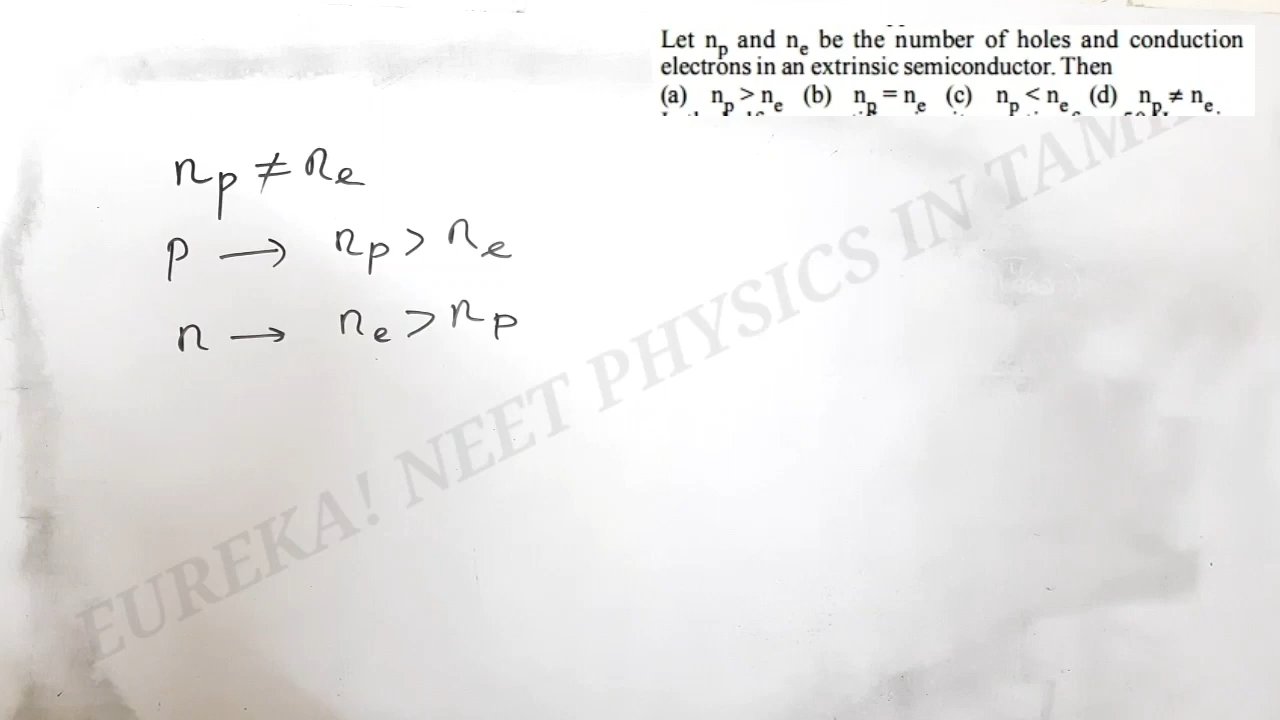 Let nₚ and nₑ be the number of holes and conduction
electrons in an extrinsic semiconductor. Then
(a) nₚ > nₑ (b) nₚ = nₑ (c) nₚ < nₑ (d) nₚ ≠ nₑ
nₚ ≠ nₑ
p → nₚ > nₑ
n → nₑ > nₚ
EUREKA! NEET PHYSICS IN TAMIL